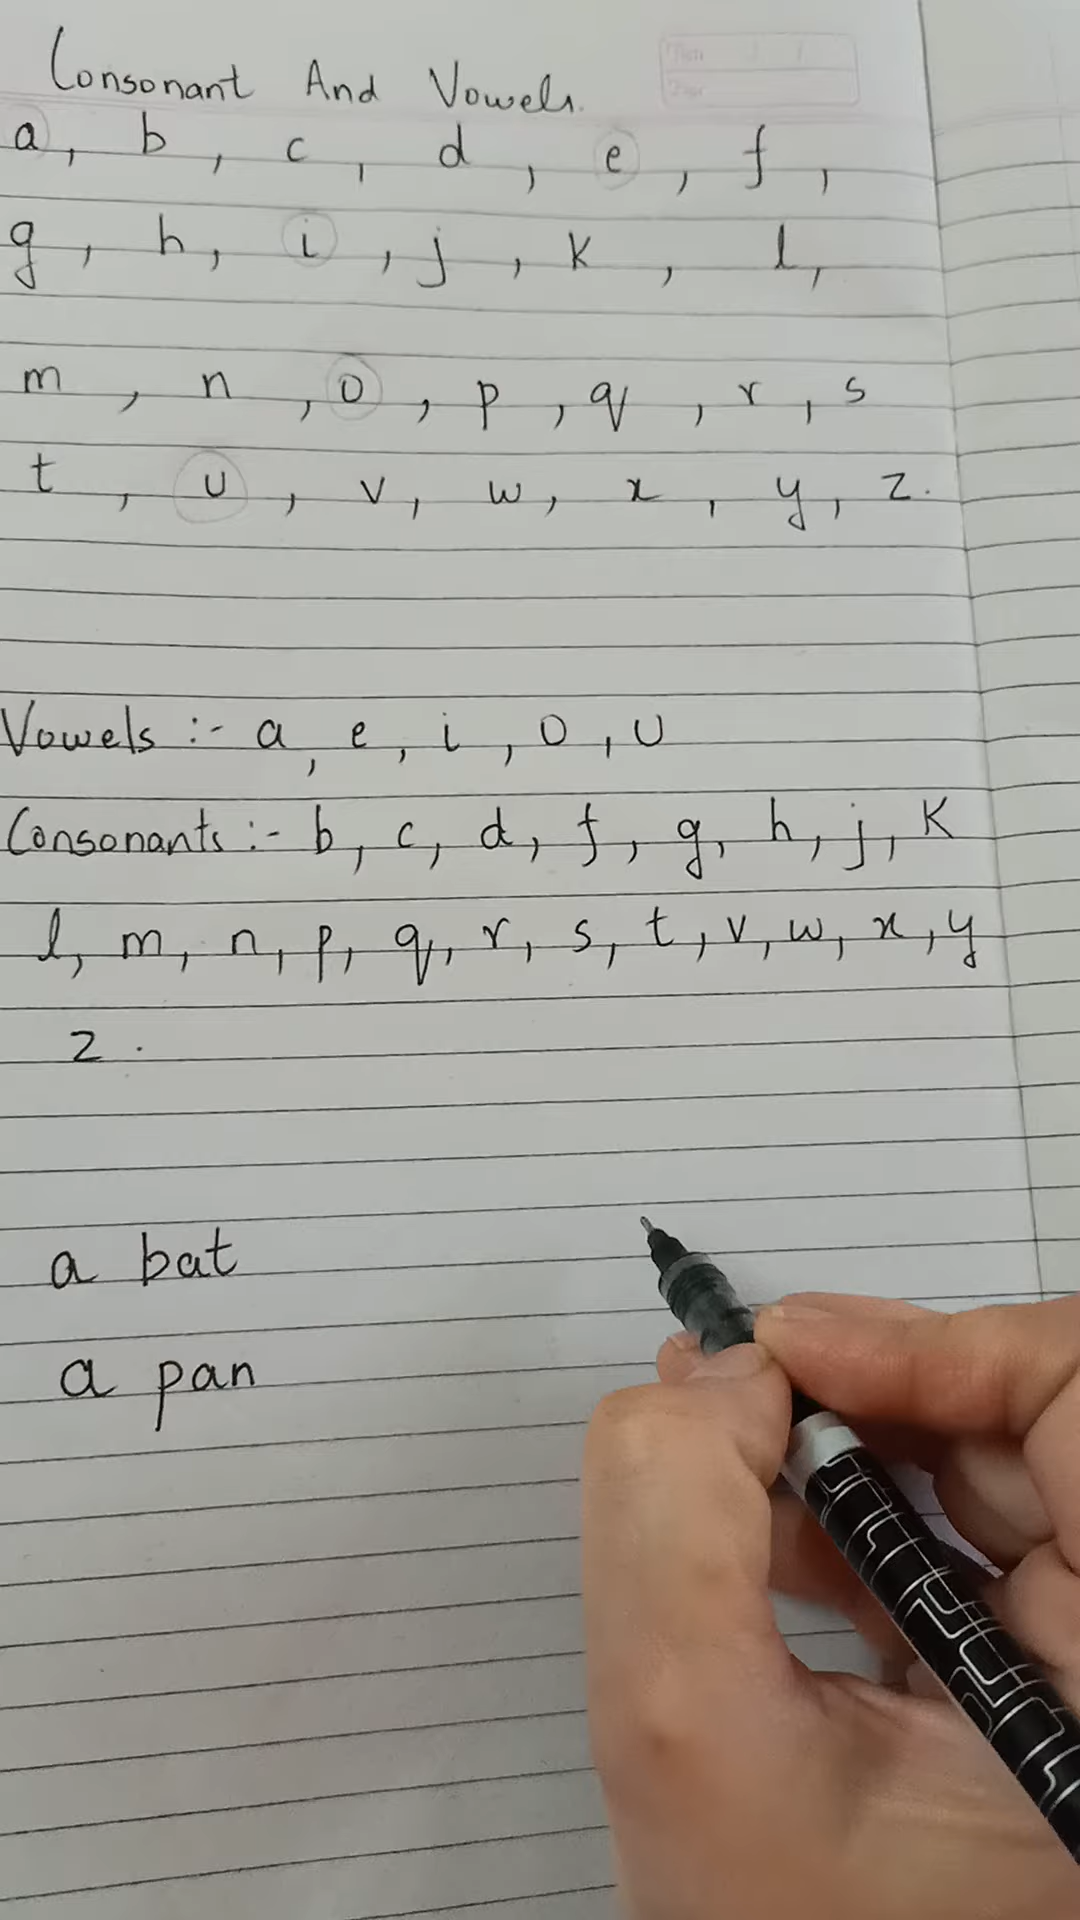 Consonant And Vowels.
a, b, c, d, e, f,
g, h, i, j, k, l,
m, n, o, p, q, r, s
t, u, v, w, x, y, z.
Vowels :- a, e, i, o, u
Consonants :- b, c, d, f, g, h, j, k
l, m, n, p, q, r, s, t, v, w, x, y
z.
a bat
a pan